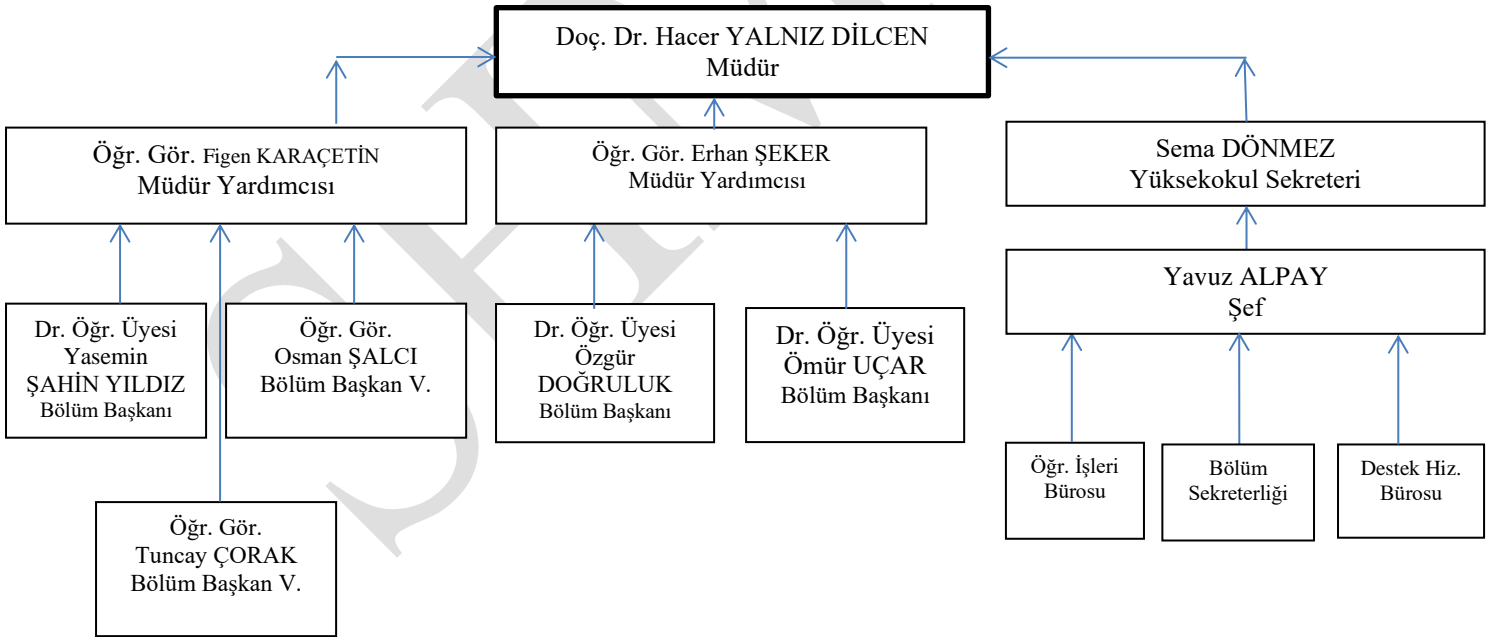 Doç. Dr. Hacer YALNIZ DİLCEN
Müdür
Öğr. Gör. Figen KARAÇETİN
Müdür Yardımcısı
Öğr. Gör. Erhan ŞEKER
Müdür Yardımcısı
Sema DÖNMEZ
Yüksekokul Sekreteri
Yavuz ALPAY
Şef
Dr. Öğr. Üyesi
Yasemin
ŞAHİN YILDIZ
Bölüm Başkanı
Öğr. Gör.
Osman ŞALCI
Bölüm Başkan V.
Dr. Öğr. Üyesi
Özgür
DOĞRULUK
Bölüm Başkanı
Dr. Öğr. Üyesi
Ömür UÇAR
Bölüm Başkanı
Öğr. İşleri
Bürosu
Bölüm
Sekreterliği
Destek Hiz.
Bürosu
Öğr. Gör.
Tuncay ÇORAK
Bölüm Başkan V.